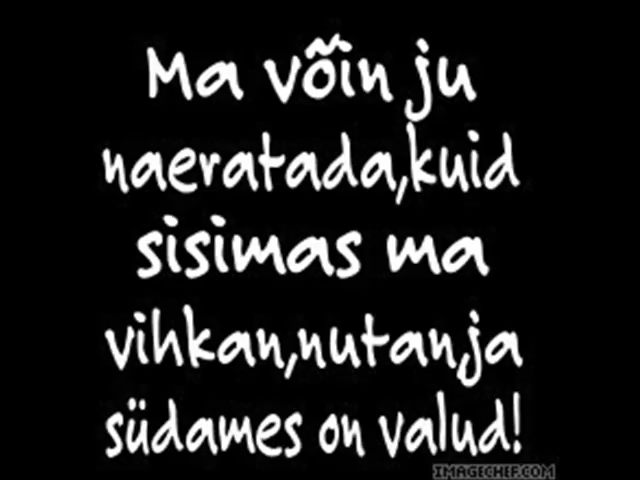 Ma võin ju
naeratada,kuid
sisimas ma
vihkan,nutan,ja
südames on valud!
IMAGECHEF.COM